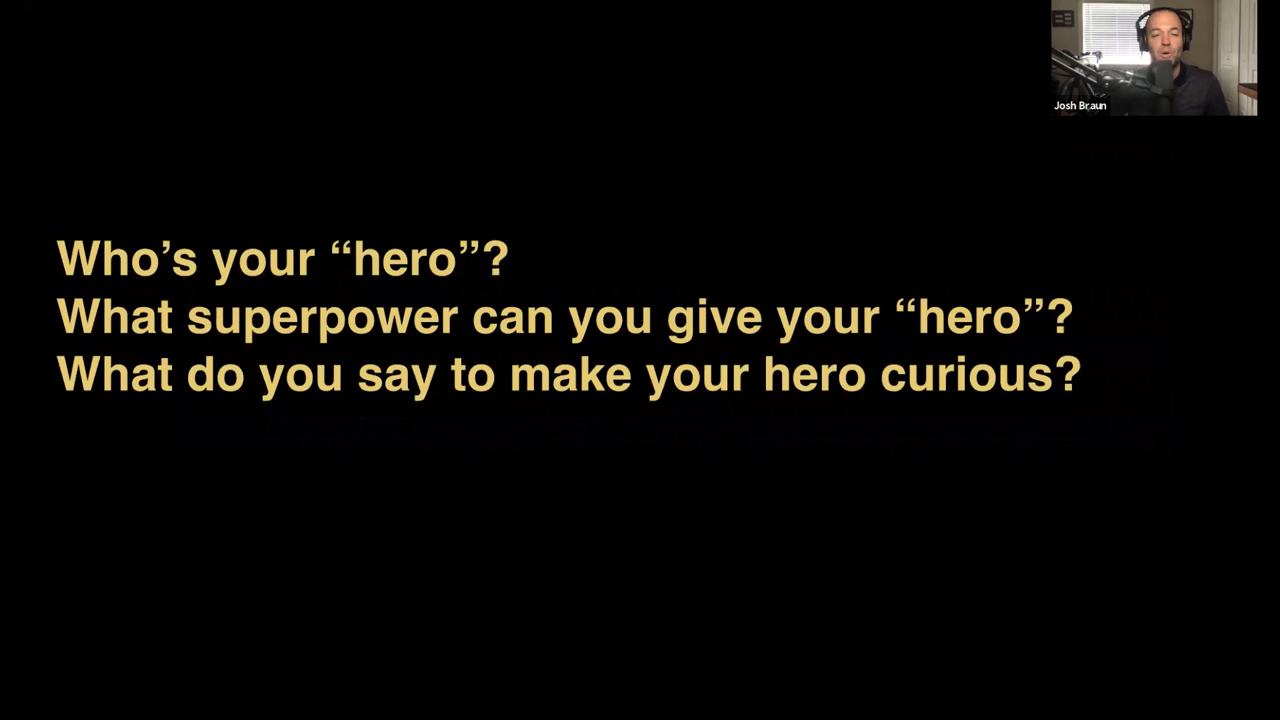 Josh Braun
Who's your “hero”?
What superpower can you give your “hero”?
What do you say to make your hero curious?